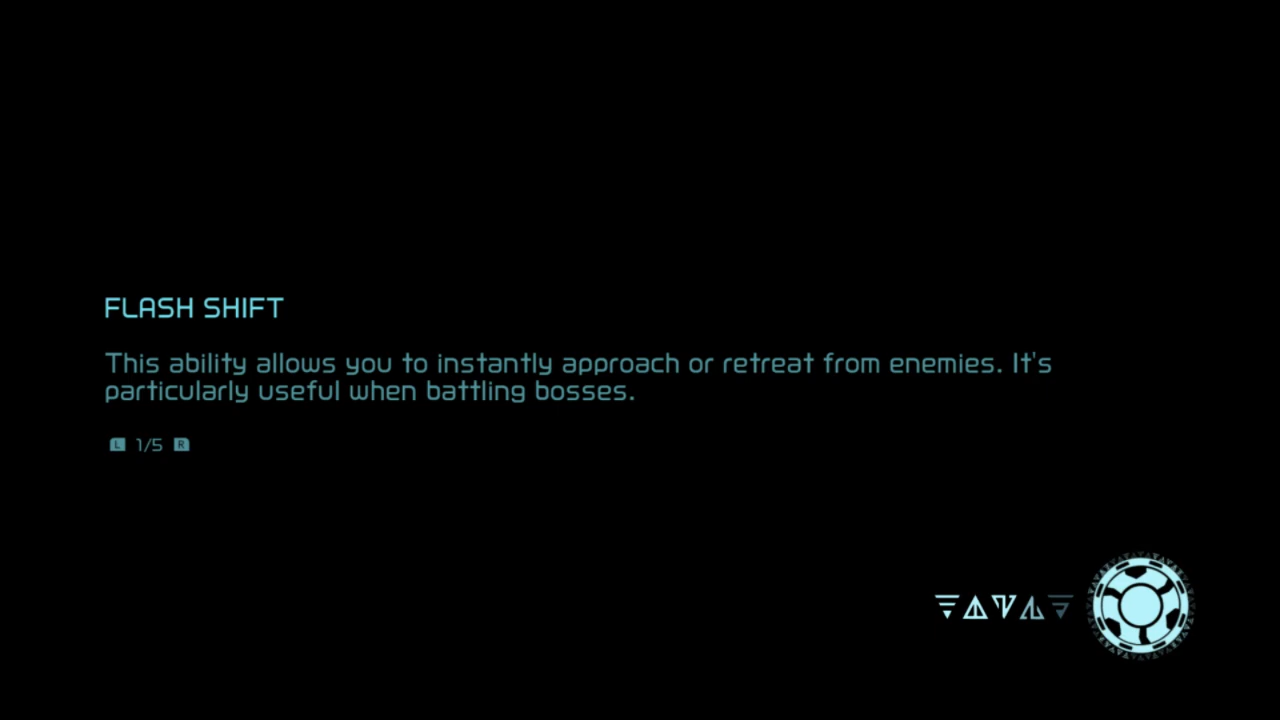 FLASH SHIFT
This ability allows you to instantly approach or retreat from enemies. It's
particularly useful when battling bosses.
L 1/5 R